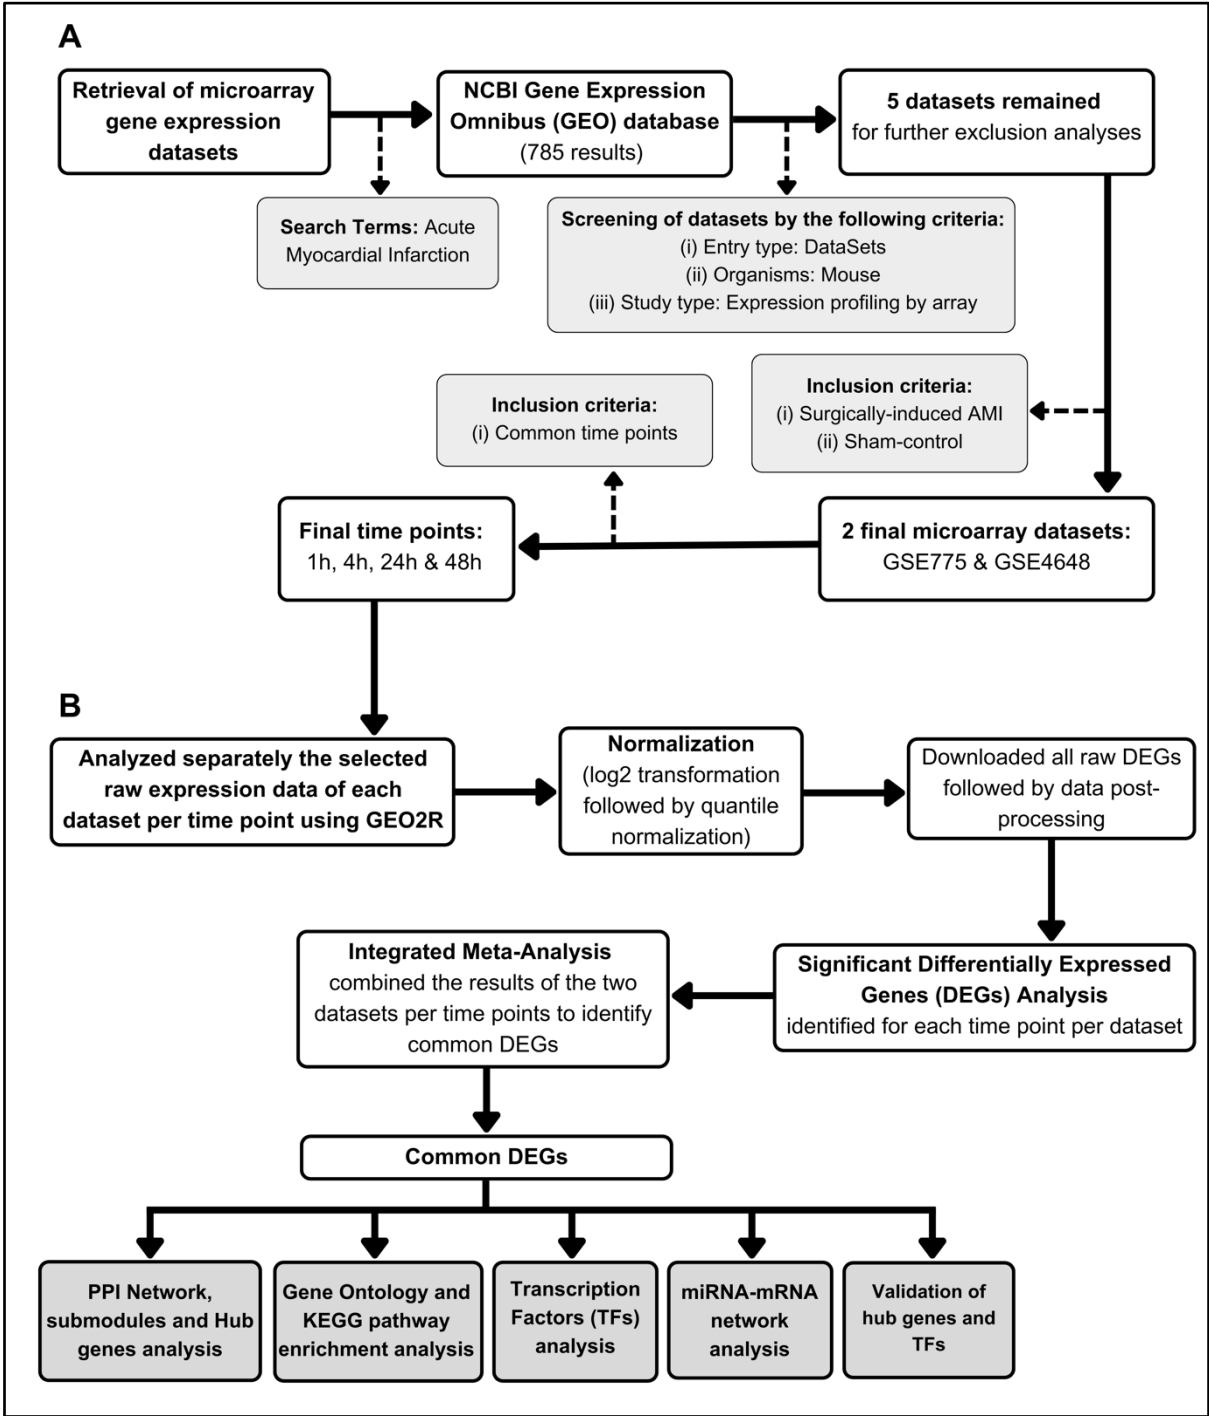 A
Retrieval of microarray
gene expression
datasets
NCBI Gene Expression
Omnibus (GEO) database
(785 results)
5 datasets remained
for further exclusion analyses
Search Terms: Acute
Myocardial Infarction
Screening of datasets by the following criteria:
(i) Entry type: DataSets
(ii) Organisms: Mouse
(iii) Study type: Expression profiling by array
Inclusion criteria:
(i) Surgically-induced AMI
(ii) Sham-control
Inclusion criteria:
(i) Common time points
2 final microarray datasets:
GSE775 & GSE4648
Final time points:
1h, 4h, 24h & 48h
B
Analyzed separately the selected
raw expression data of each
dataset per time point using GEO2R
Normalization
(log2 transformation
followed by quantile
normalization)
Downloaded all raw DEGs
followed by data post-
processing
Significant Differentially Expressed
Genes (DEGs) Analysis
identified for each time point per dataset
Integrated Meta-Analysis
combined the results of the two
datasets per time points to identify
common DEGs
Common DEGs
PPI Network,
submodules and Hub
genes analysis
Gene Ontology and
KEGG pathway
enrichment analysis
Transcription
Factors (TFs)
analysis
miRNA-mRNA
network
analysis
Validation of
hub genes and
TFs